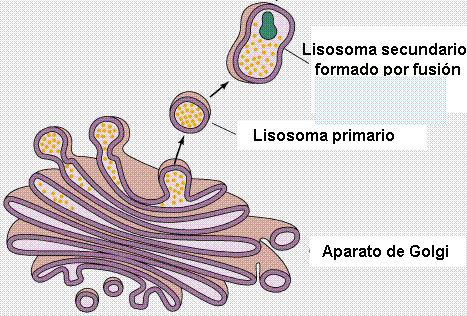 Lisosoma secundario
formado por fusión
Lisosoma primario
Aparato de Golgi